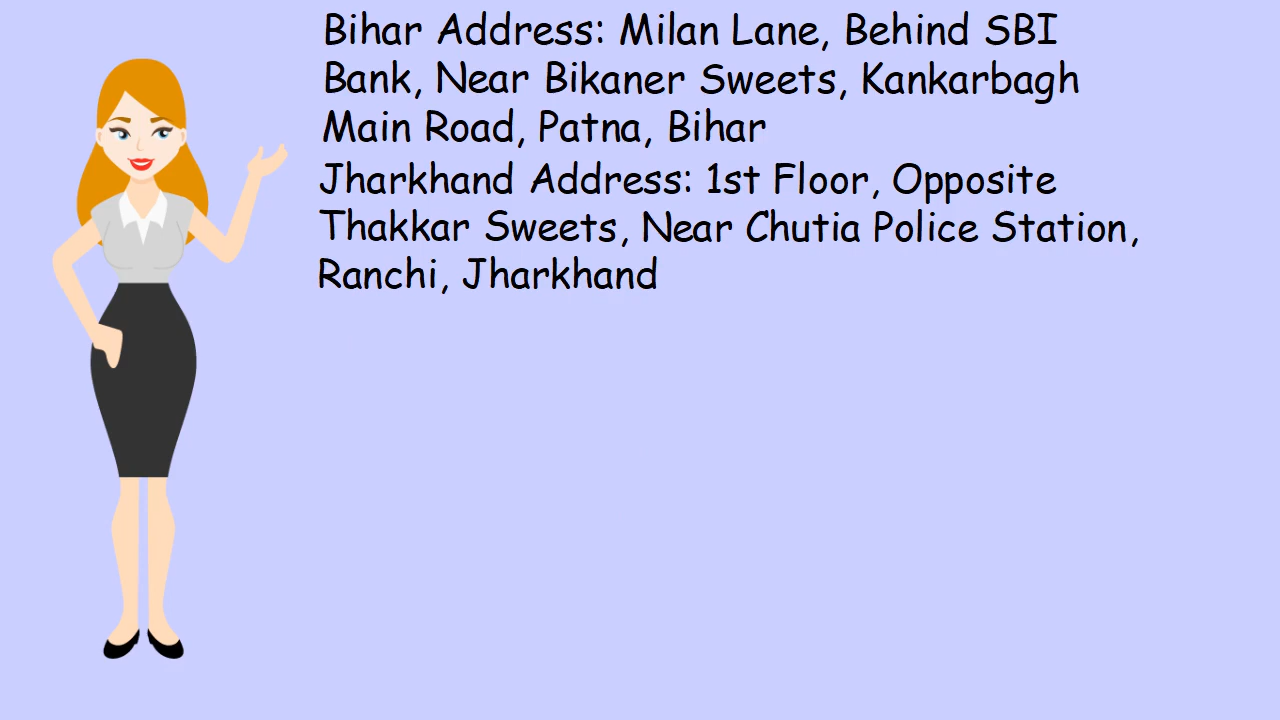 Bihar Address: Milan Lane, Behind SBI
Bank, Near Bikaner Sweets, Kankarbagh
Main Road, Patna, Bihar
Jharkhand Address: 1st Floor, Opposite
Thakkar Sweets, Near Chutia Police Station,
Ranchi, Jharkhand